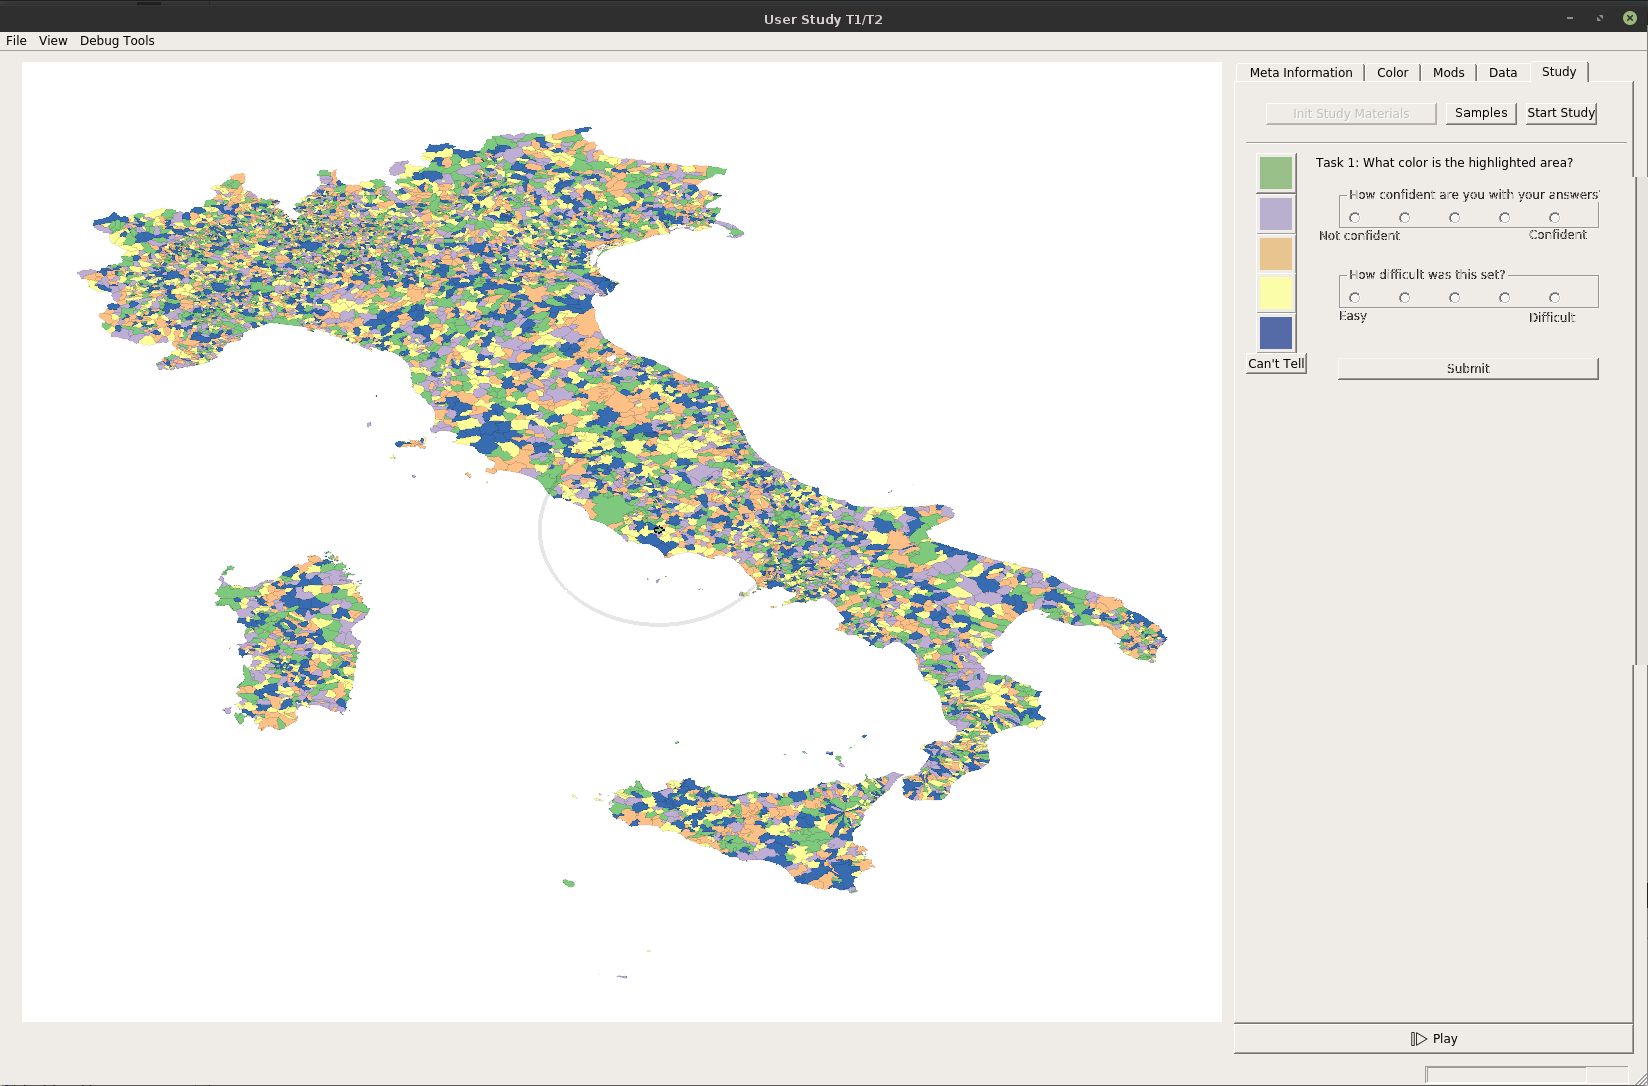 User Study T1/T2
File View Debug Tools
Meta Information Color Mods Data Study
Init Study Materials Samples Start Study
Task 1: What color is the highlighted area?
How confident are you with your answers?
Not confident Confident
How difficult was this set?
Easy Difficult
Can't Tell
Submit
Play